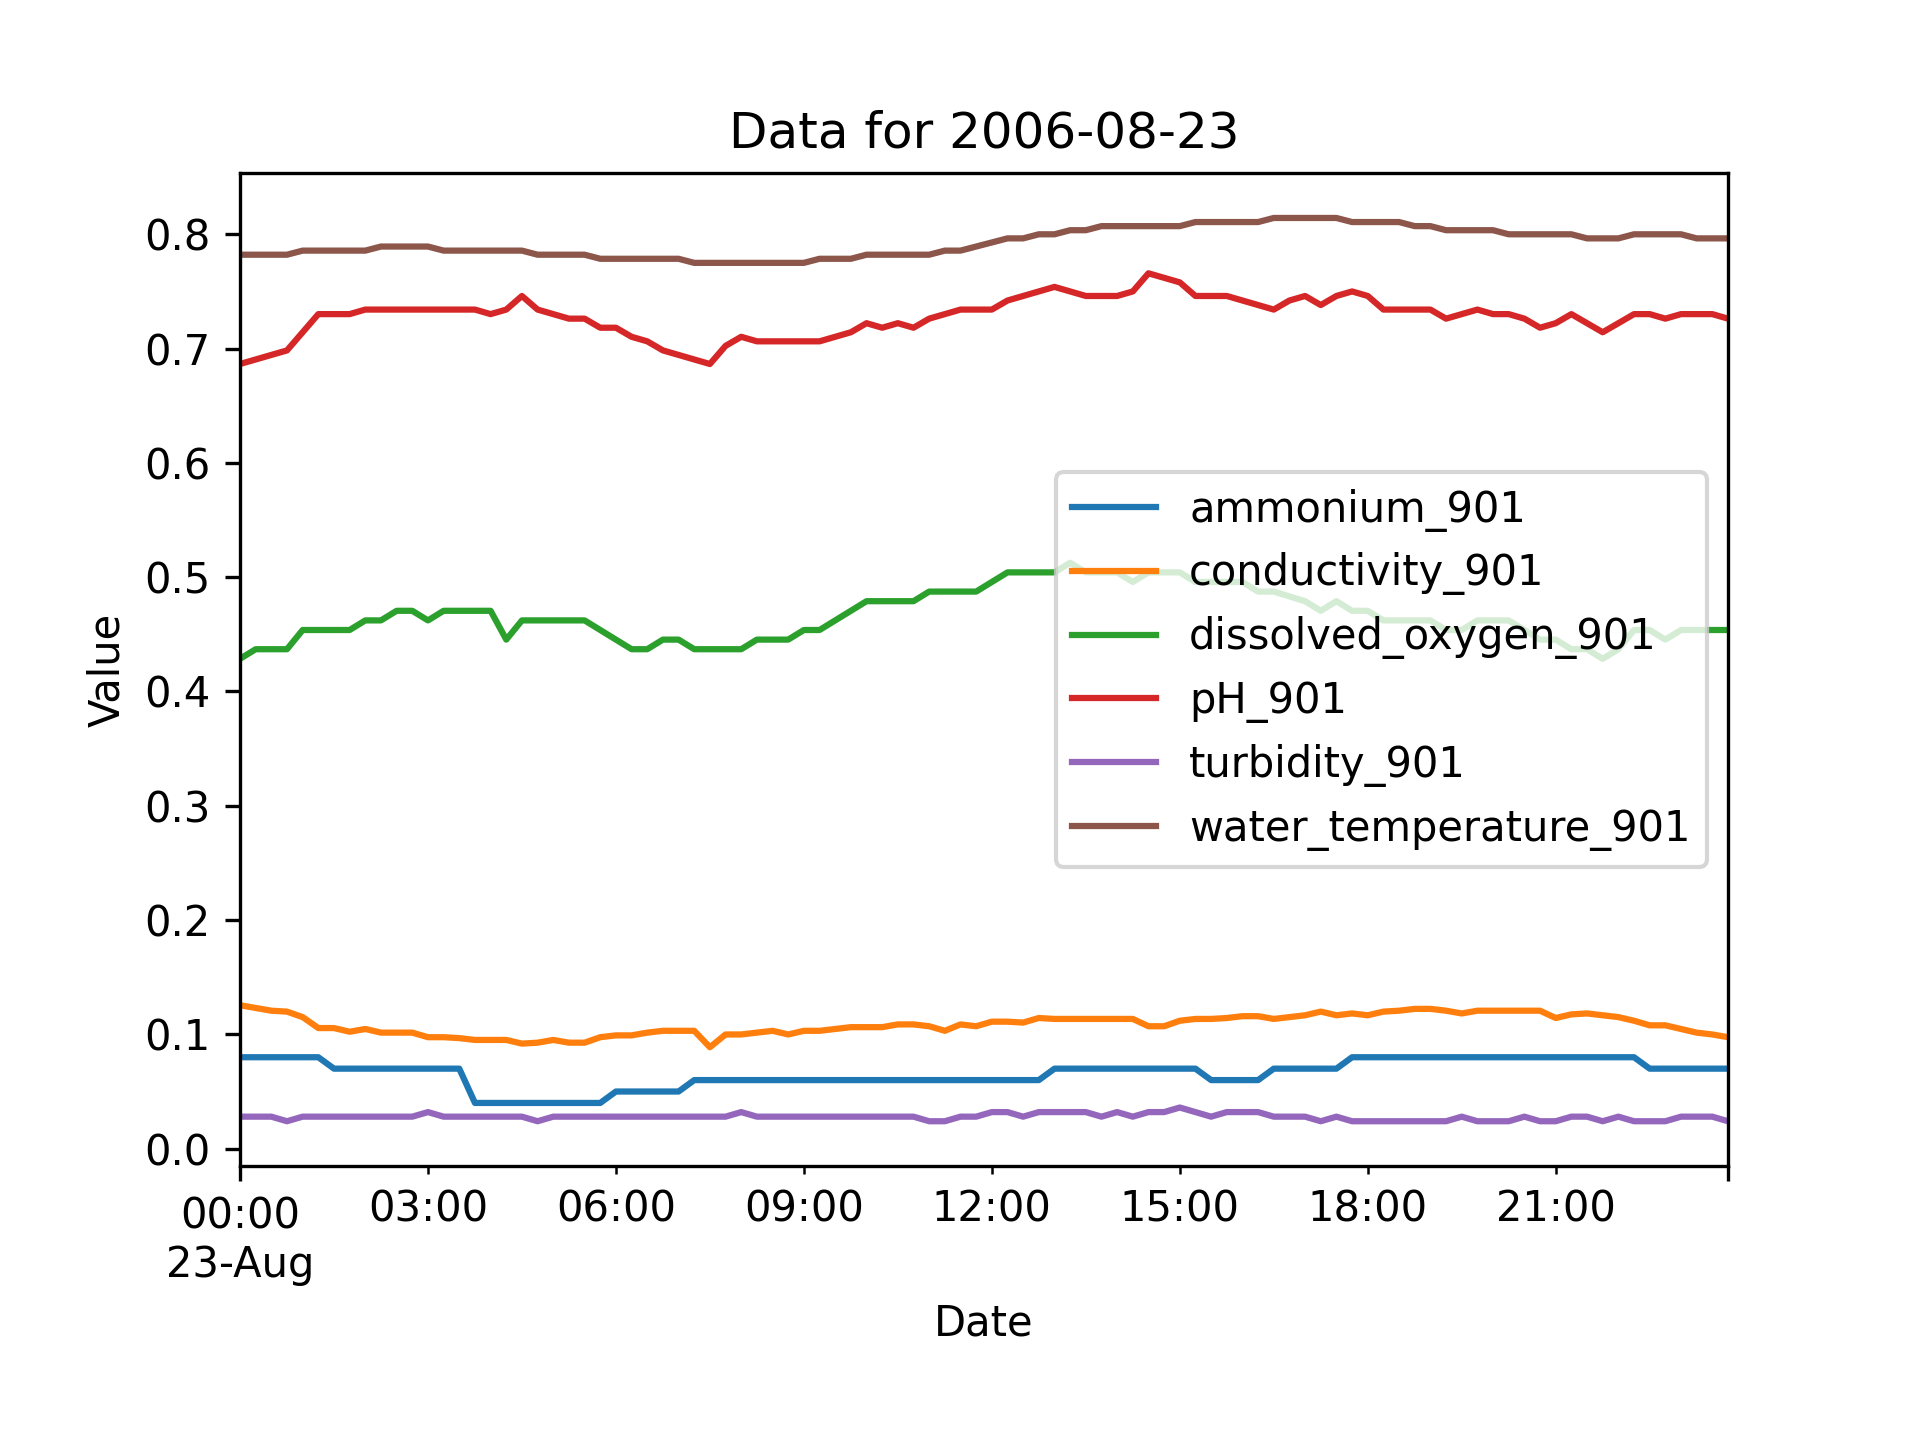 Data for 2006-08-23
Value
0.8
0.7
0.6
0.5
0.4
0.3
0.2
0.1
0.0
ammonium_901
conductivity_901
dissolved_oxygen_901
pH_901
turbidity_901
water_temperature_901
00:00 03:00 06:00 09:00 12:00 15:00 18:00 21:00
23-Aug
Date